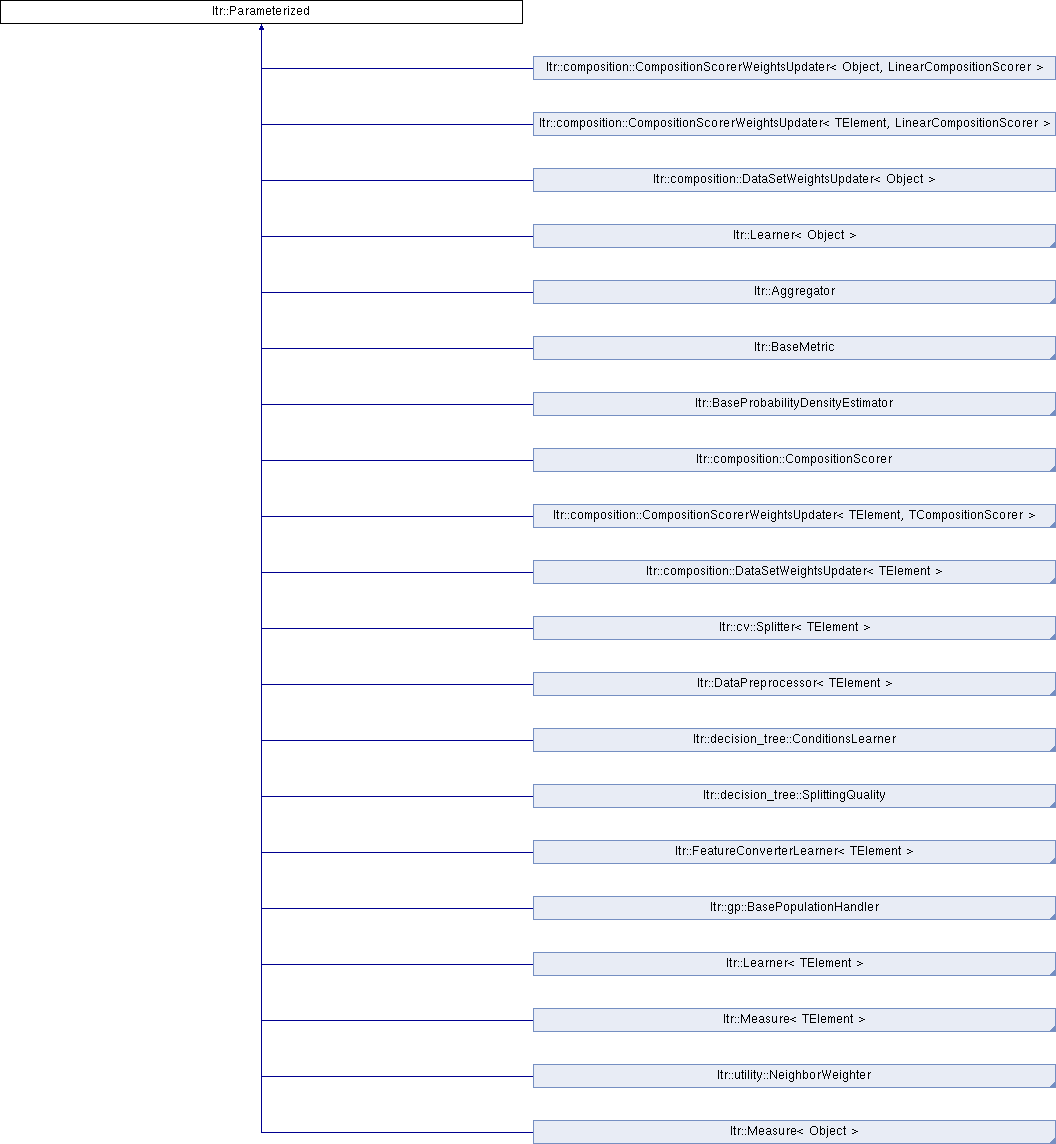 ltr::Parameterized
ltr::composition::CompositionScorerWeightsUpdater< Object, LinearCompositionScorer >
ltr::composition::CompositionScorerWeightsUpdater< TElement, LinearCompositionScorer >
ltr::composition::DataSetWeightsUpdater< Object >
ltr::Learner< Object >
ltr::Aggregator
ltr::BaseMetric
ltr::BaseProbabilityDensityEstimator
ltr::composition::CompositionScorer
ltr::composition::CompositionScorerWeightsUpdater< TElement, TCompositionScorer >
ltr::composition::DataSetWeightsUpdater< TElement >
ltr::cv::Splitter< TElement >
ltr::DataPreprocessor< TElement >
ltr::decision_tree::ConditionsLearner
ltr::decision_tree::SplittingQuality
ltr::FeatureConverterLearner< TElement >
ltr::gp::BasePopulationHandler
ltr::Learner< TElement >
ltr::Measure< TElement >
ltr::utility::NeighborWeighter
ltr::Measure< Object >